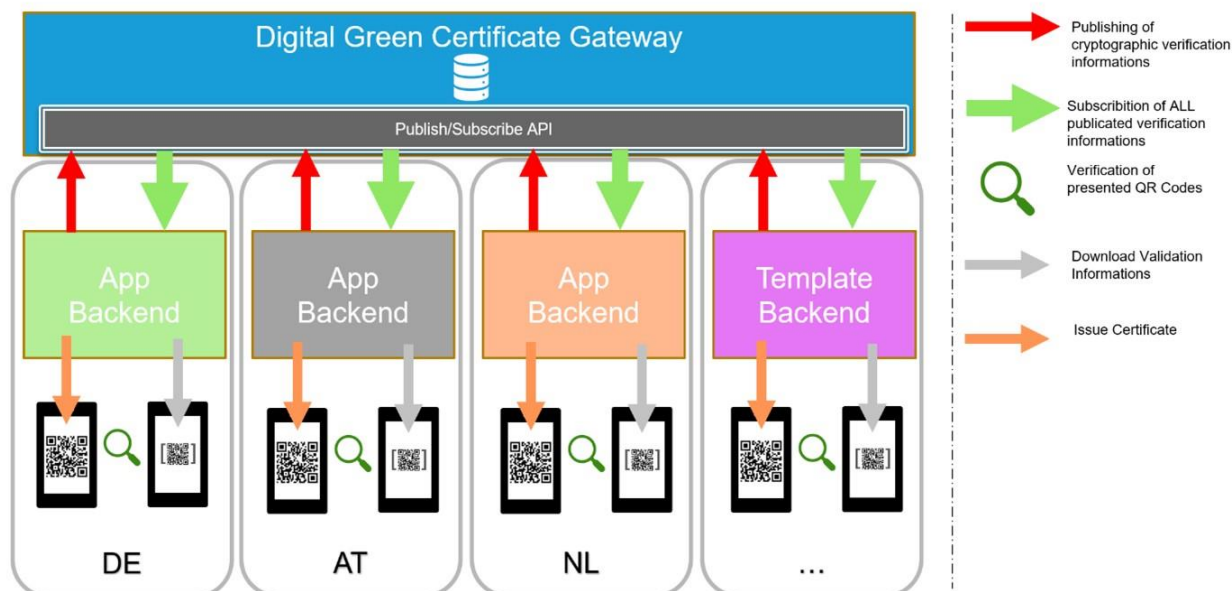 Digital Green Certificate Gateway
Publish/Subscribe API
App
Backend
App
Backend
App
Backend
Template
Backend
DE
AT
NL
...
Publishing of
cryptographic verification
informations
Subscribition of ALL
publicated verification
informations
Verification of
presented QR Codes
Download Validation
Informations
Issue Certificate